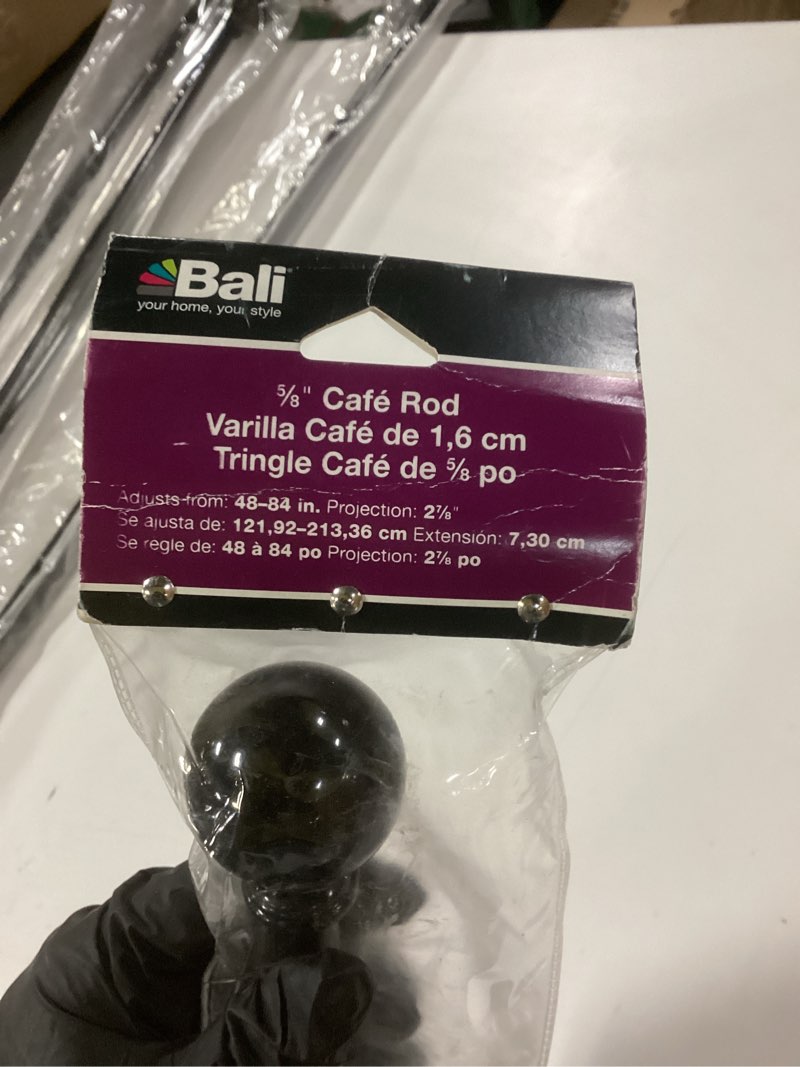 Bali
your home, your style
5/8" Café Rod
Varilla Café de 1,6 cm
Tringle Café de 5/8 po
Adjusts from: 48–84 in. Projection: 2⅞"
Se ajusta de: 121,92–213,36 cm Extensión: 7,30 cm
Se regle de: 48 à 84 po Projection: 2⅞ po